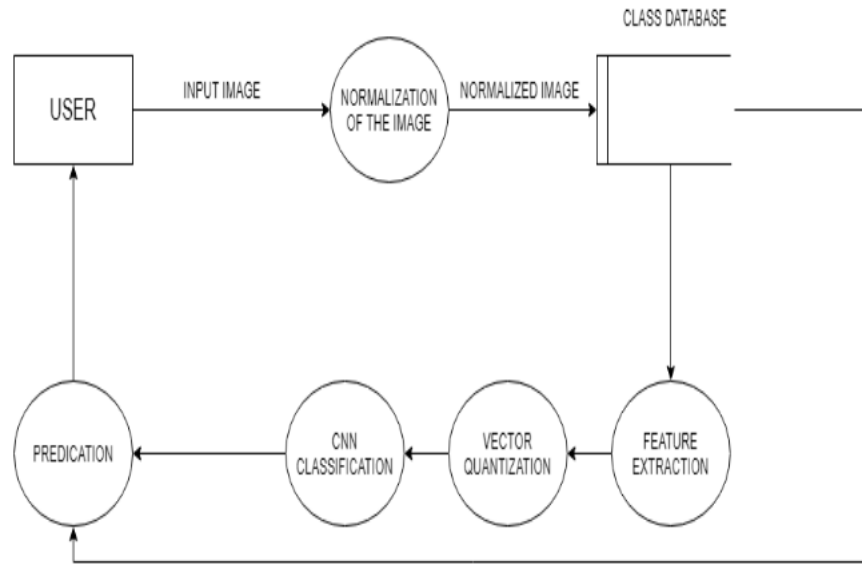 CLASS DATABASE
USER
INPUT IMAGE
NORMALIZATION
OF THE IMAGE
NORMALIZED IMAGE
PREDICATION
CNN
CLASSIFICATION
VECTOR
QUANTIZATION
FEATURE
EXTRACTION